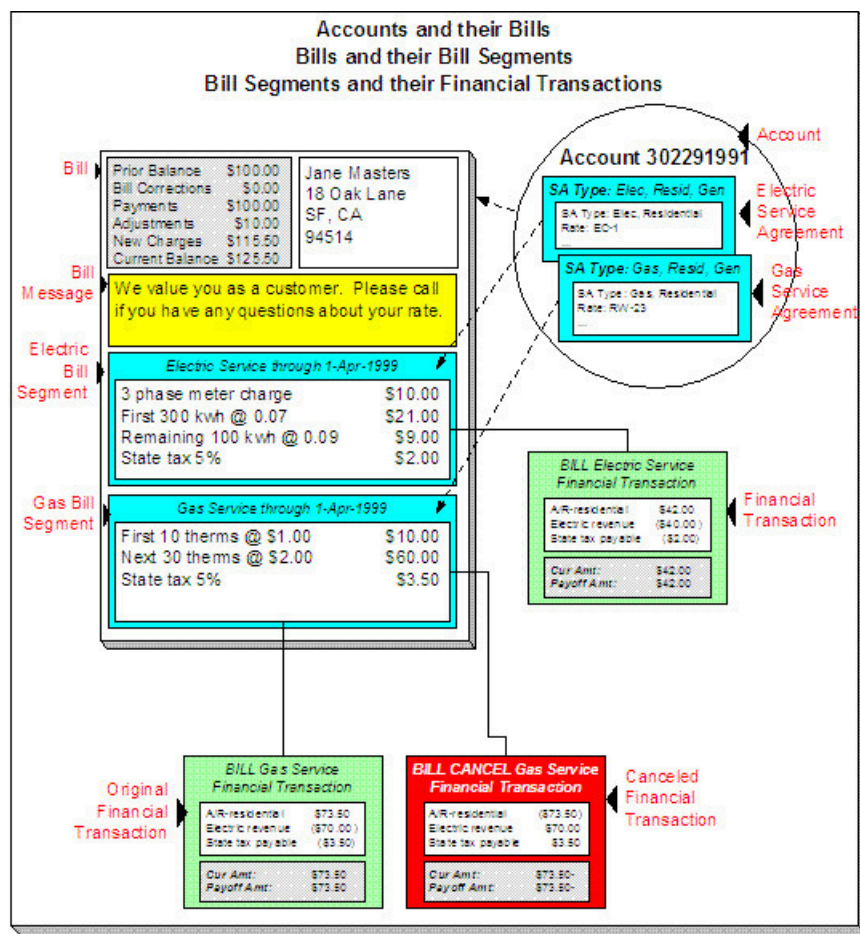 Accounts and their Bills
Bills and their Bill Segments
Bill Segments and their Financial Transactions
Account
Account 302291991
Bill
Prior Balance $100.00
Bill Corrections $0.00
Payments $100.00
Adjustments $10.00
New Charges $115.50
Current Balance $125.50
Jane Masters
18 Oak Lane
SF, CA
94514
SA Type: Elec, Resid, Gen
SA Type: Elec, Residential
Rate: EC-1
...
Electric
Service
Agreement
SA Type: Gas, Resid, Gen
SA Type: Gas, Residential
Rate: RW-23
...
Gas
Service
Agreement
Bill
Message
We value you as a customer. Please call
if you have any questions about your rate.
Electric
Bill
Segment
Electric Service through 1-Apr-1999
3 phase meter charge $10.00
First 300 kwh @ 0.07 $21.00
Remaining 100 kwh @ 0.09 $9.00
State tax 5% $2.00
Gas Bill
Segment
Gas Service through 1-Apr-1999
First 10 therms @ $1.00 $10.00
Next 30 therms @ $2.00 $60.00
State tax 5% $3.50
BILL Electric Service
Financial Transaction
A/R-residential $42.00
Electric revenue ($40.00)
State tax payable ($2.00)
Cur Amt: $42.00
Payoff Amt: $42.00
Financial
Transaction
Original
Financial
Transaction
BILL Gas Service
Financial Transaction
A/R-residential $73.50
Electric revenue ($70.00)
State tax payable ($3.50)
Cur Amt: $73.50
Payoff Amt: $73.50
BILL CANCEL Gas Service
Financial Transaction
A/R-residential ($73.50)
Electric revenue $70.00
State tax payable $3.50
Cur Amt: $73.50-
Payoff Amt: $73.50-
Canceled
Financial
Transaction